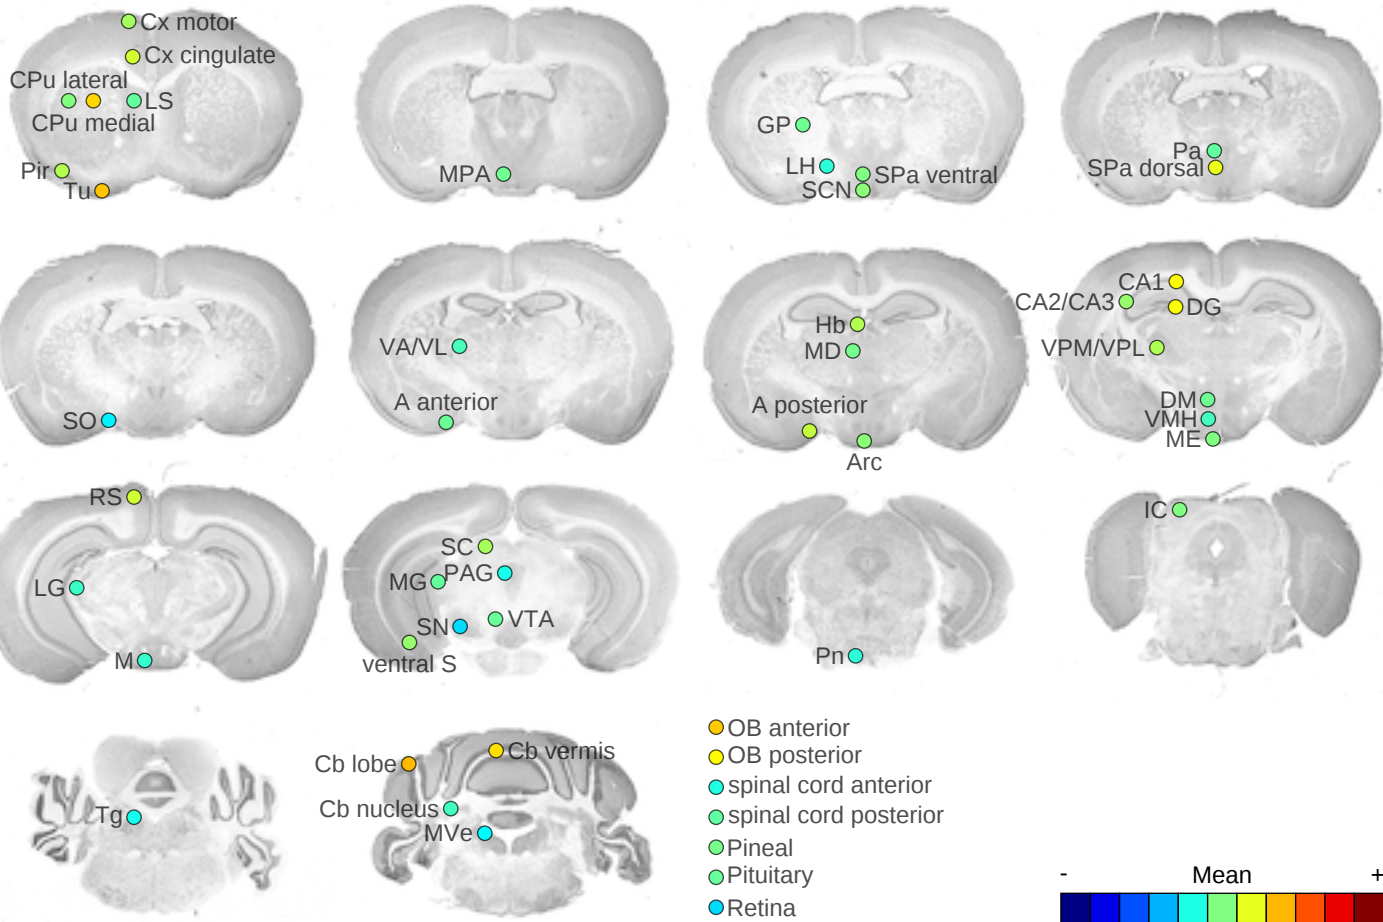 Cx motor
Cx cingulate
CPu lateral
LS
CPu medial
Pir
Tu
MPA
GP
LH
SPa ventral
SCN
Pa
SPa dorsal
SO
VA/VL
A anterior
Hb
MD
A posterior
Arc
CA1
CA2/CA3
DG
VPM/VPL
DM
VMH
ME
RS
LG
M
SC
MG
PAG
SN
VTA
ventral S
Pn
IC
Tg
Cb lobe
Cb vermis
Cb nucleus
MVe
OB anterior
OB posterior
spinal cord anterior
spinal cord posterior
Pineal
Pituitary
Retina
- Mean +